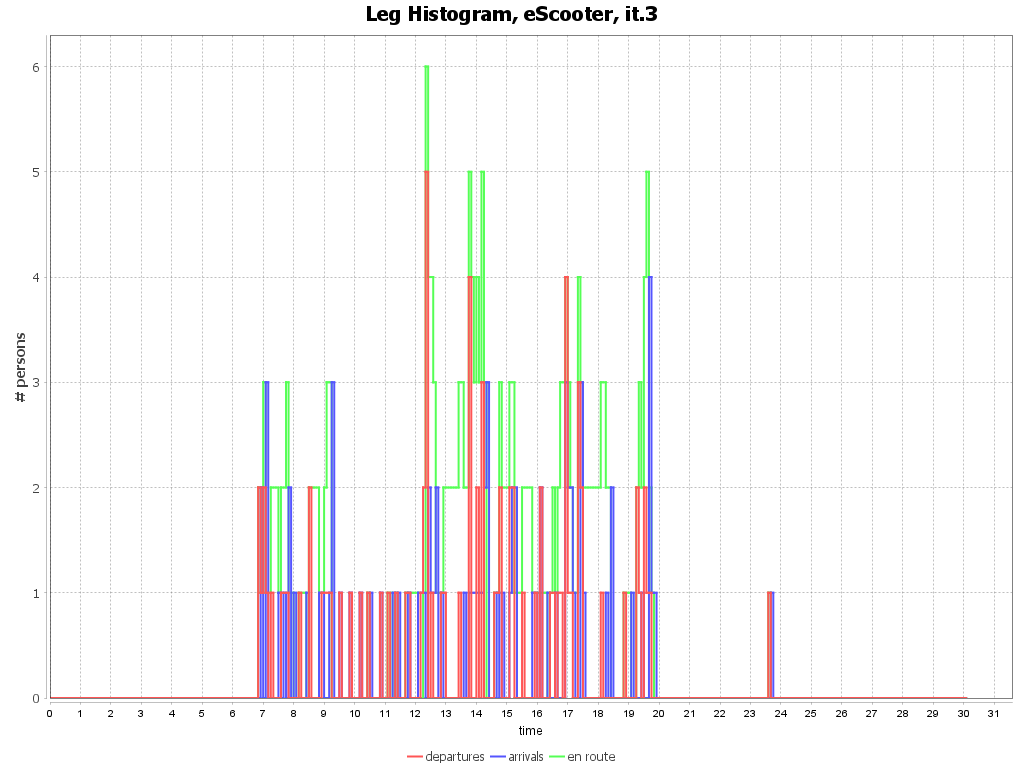 Leg Histogram, eScooter, it.3
# persons
6
5
4
3
2
1
0
0 1 2 3 4 5 6 7 8 9 10 11 12 13 14 15 16 17 18 19 20 21 22 23 24 25 26 27 28 29 30 31
time
departures arrivals en route